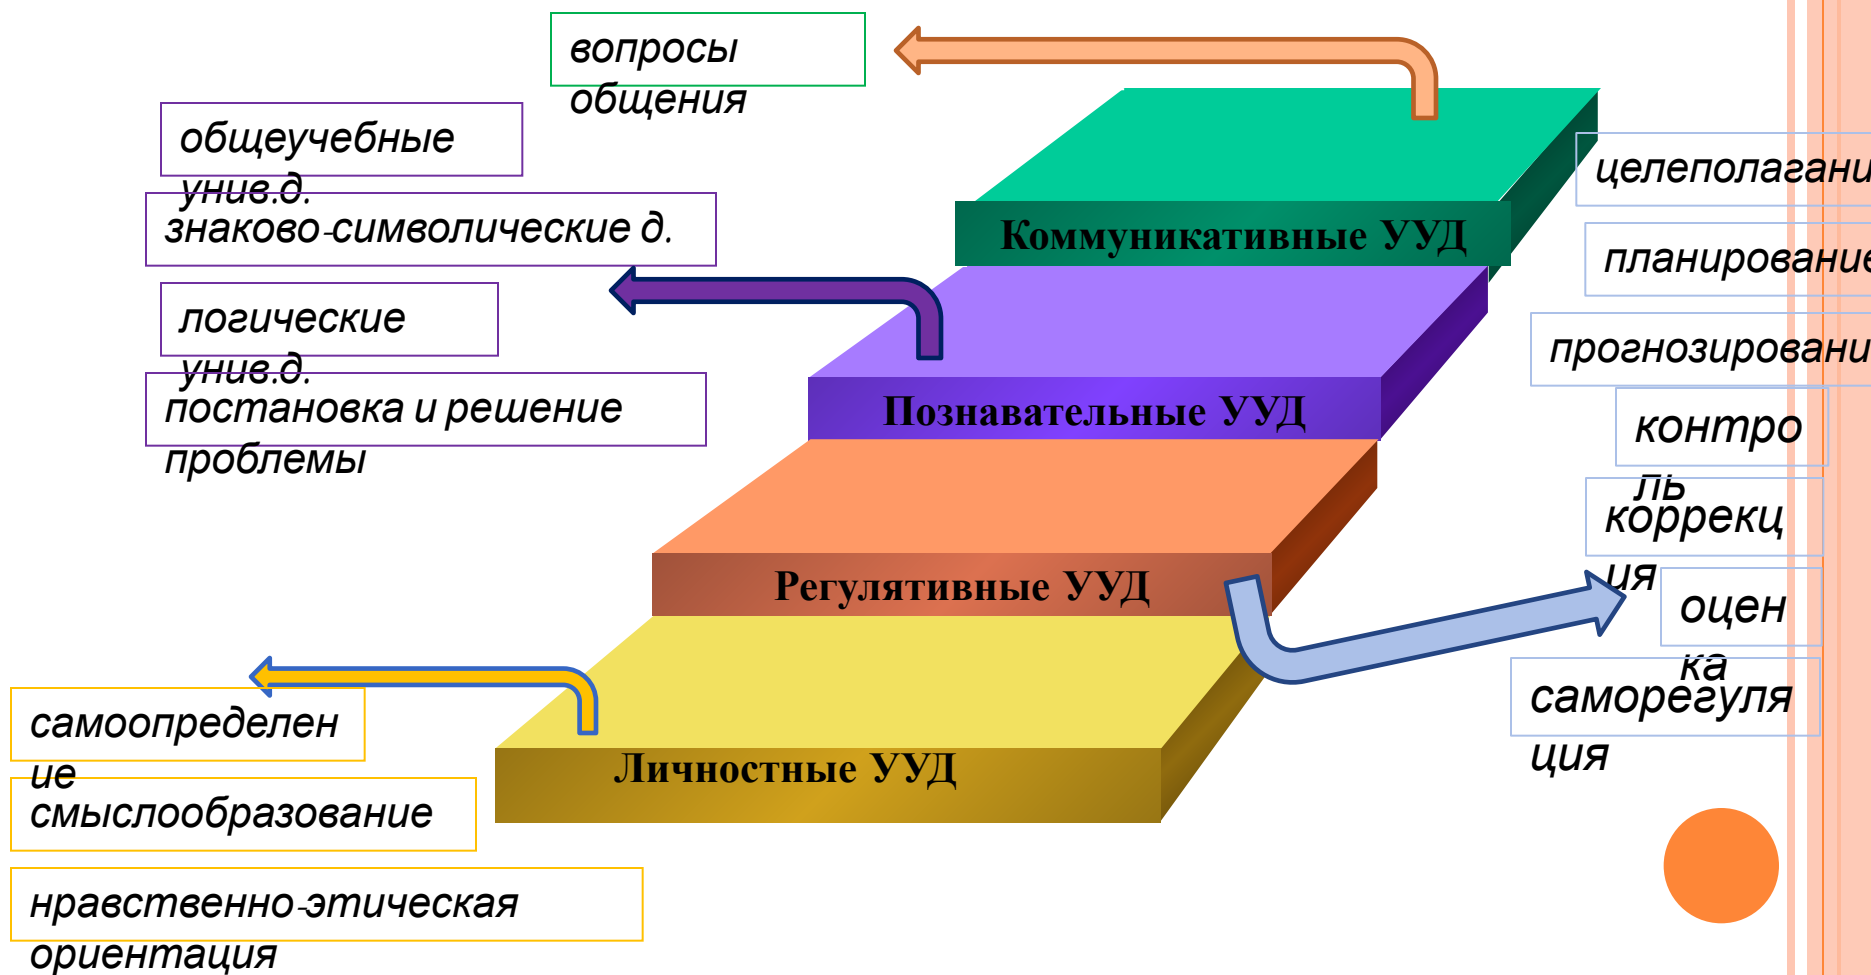 вопросы
общения
общеучебные
унив.д.
знаково-символические д.
логические
унив.д.
постановка и решение
проблемы
Коммуникативные УУД
Познавательные УУД
Регулятивные УУД
Личностные УУД
целеполагани
планирование
прогнозировани
контро
ль
коррекц
ия
оцен
ка
саморегуля
ция
самоопределен
ие
смыслообразование
нравственно-этическая
ориентация